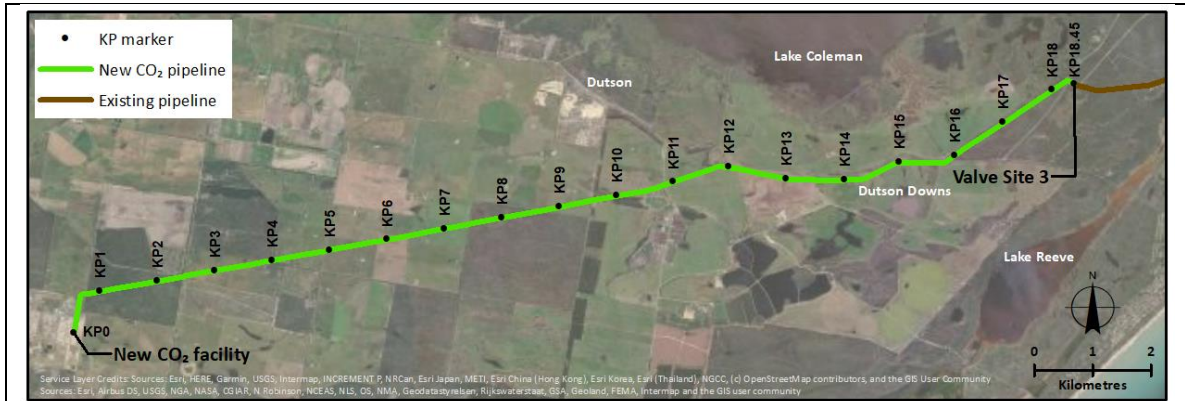 KP marker
New CO₂ pipeline
Existing pipeline
Lake Coleman
Dutson
KP18
KP18.45
KP17
KP16
KP15
KP14
KP13
KP12
KP11
KP10
KP9
KP8
KP7
KP6
KP5
KP4
KP3
KP2
KP1
KP0
Valve Site 3
Dutson Downs
Lake Reeve
N
New CO₂ facility
0 1 2
Kilometres
Service Layer Credits: Sources: Esri, HERE, Garmin, USGS, Intermap, INCREMENT P, NRCan, Esri Japan, METI, Esri China (Hong Kong), Esri Korea, Esri (Thailand), NGCC, (c) OpenStreetMap contributors, and the GIS User Community
Sources: Esri, Airbus DS, USGS, NGA, NASA, CGIAR, N Robinson, NCEAS, NLS, OS, NMA, Geodatastyrelsen, Rijkswaterstaat, GSA, Geoland, FEMA, Intermap and the GIS user community